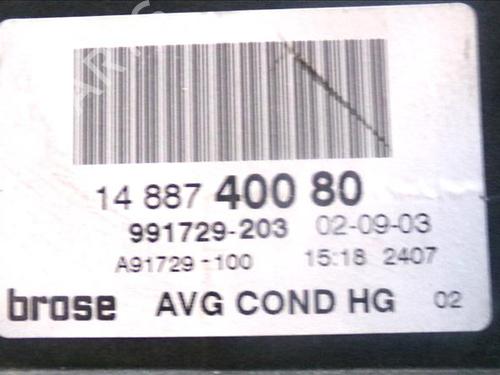 14 887 400 80
991729-203 02-09-03
A91729-100 15:18 2407
brose AVG COND HG 02